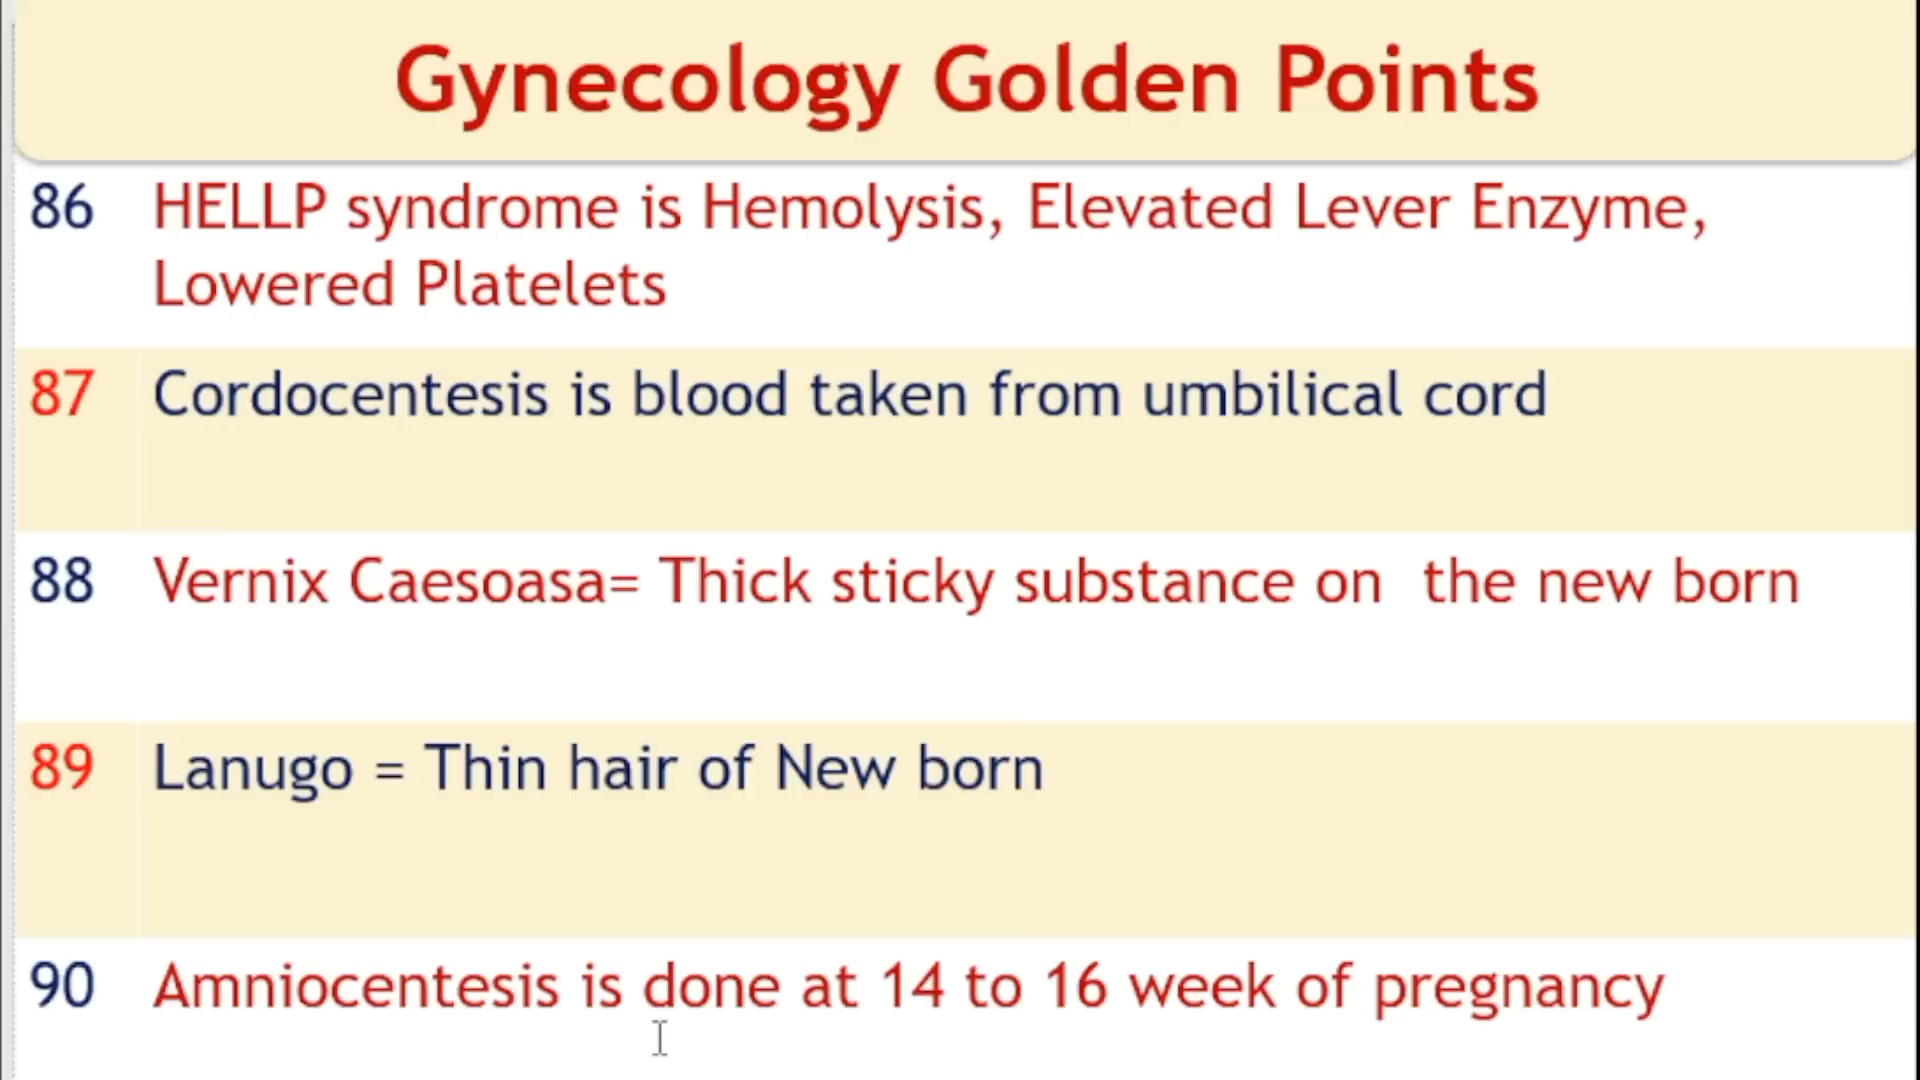 Gynecology Golden Points
86 HELLP syndrome is Hemolysis, Elevated Lever Enzyme,
Lowered Platelets
87 Cordocentesis is blood taken from umbilical cord
88 Vernix Caesoasa= Thick sticky substance on the new born
89 Lanugo = Thin hair of New born
90 Amniocentesis is done at 14 to 16 week of pregnancy